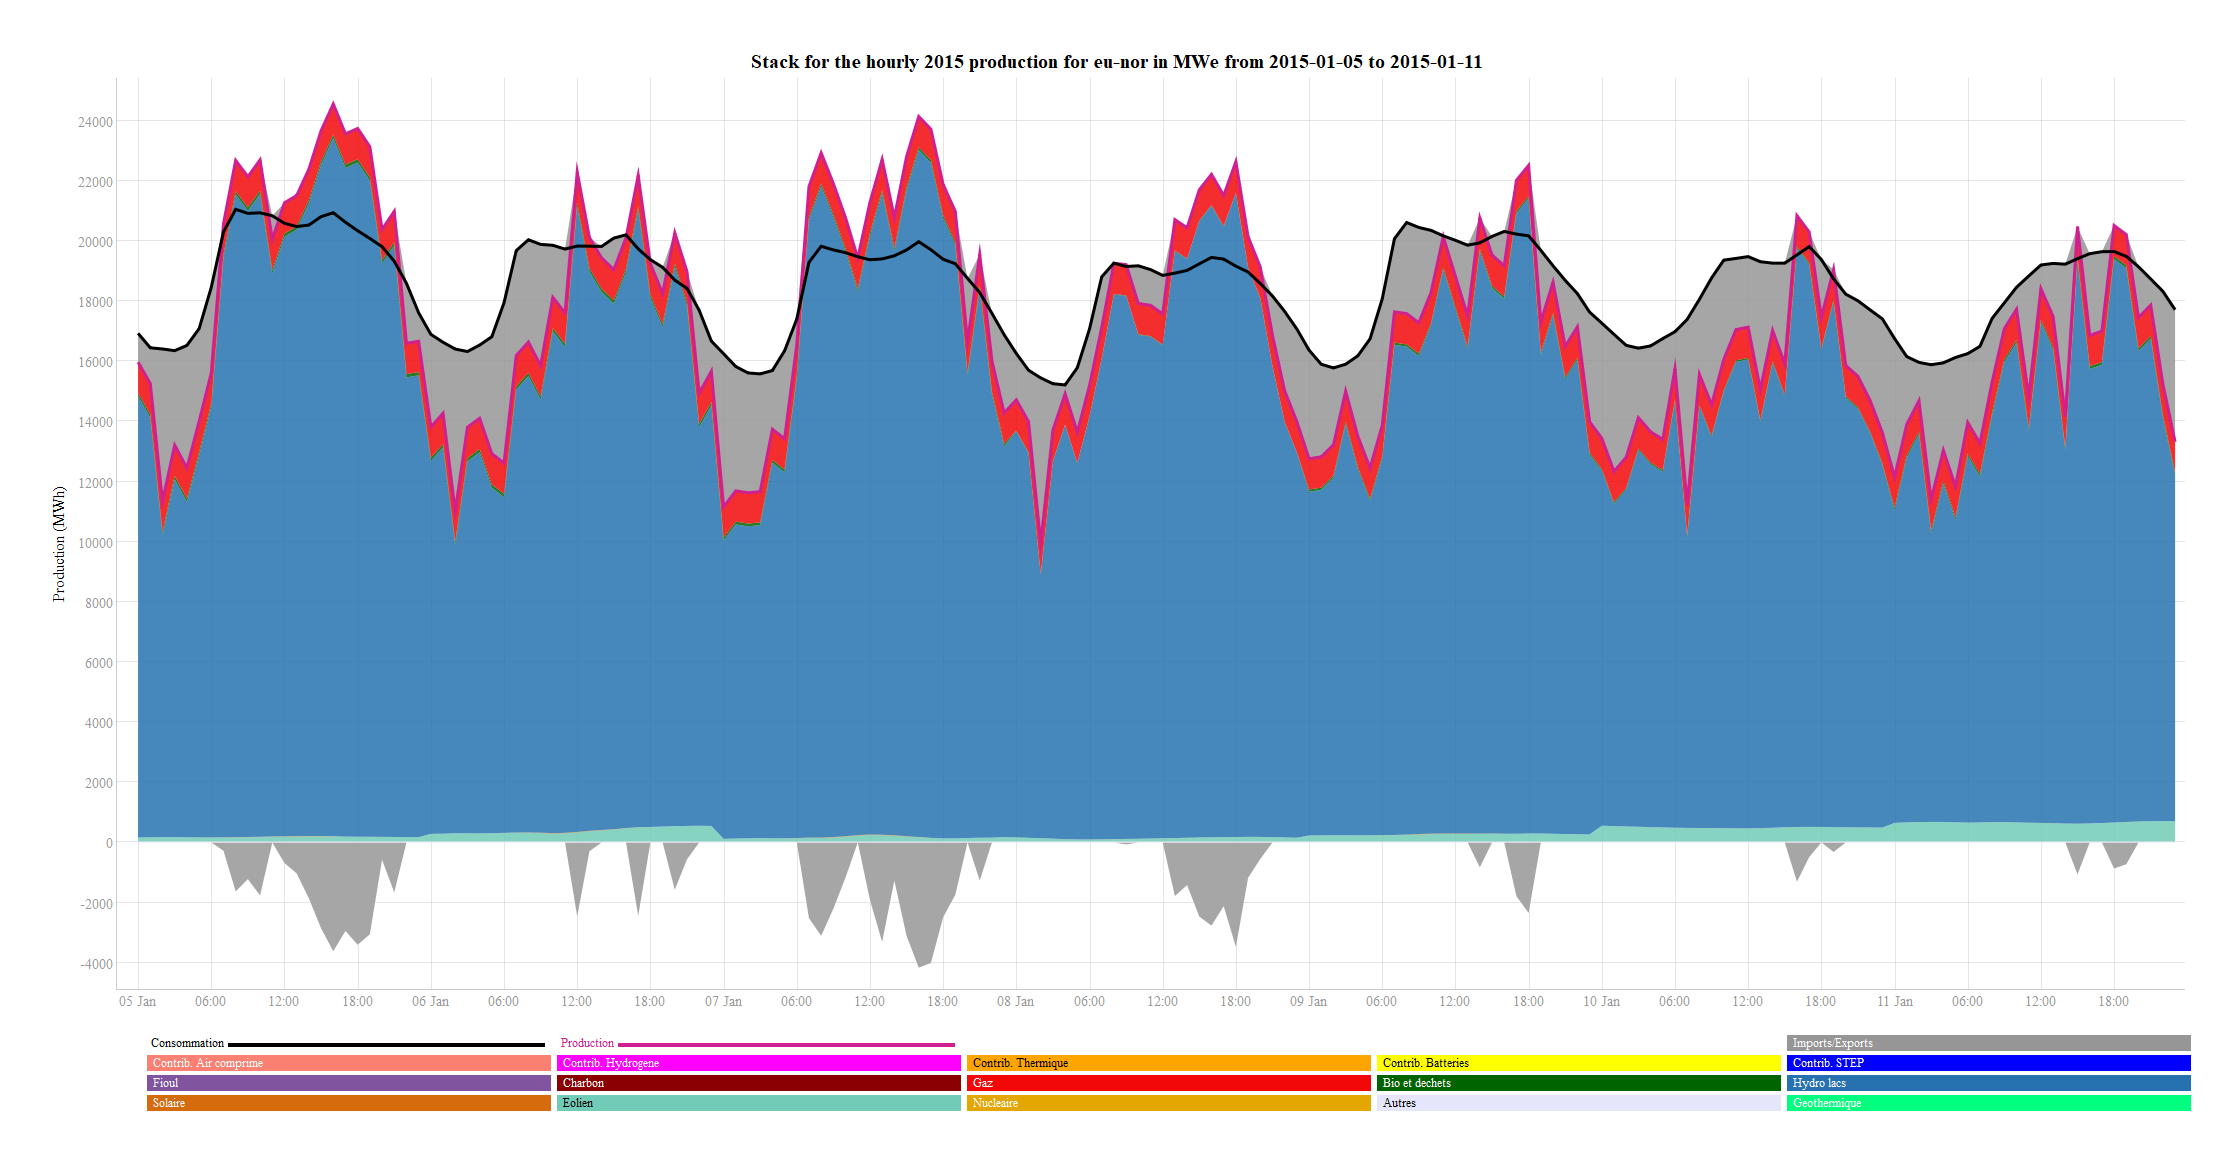 Stack for the hourly 2015 production for eu-nor in MWe from 2015-01-05 to 2015-01-11
24000
22000
20000
18000
16000
14000
12000
10000
8000
6000
4000
2000
0
-2000
-4000
Production (MWh)
05 Jan 06:00 12:00 18:00 06 Jan 06:00 12:00 18:00 07 Jan 06:00 12:00 18:00 08 Jan 06:00 12:00 18:00 09 Jan 06:00 12:00 18:00 10 Jan 06:00 12:00 18:00 11 Jan 06:00 12:00 18:00
Consommation Production Imports/Exports
Contrib. Air comprime Contrib. Hydrogene Contrib. Thermique Contrib. Batteries Contrib. STEP
Fioul Charbon Gaz Bio et dechets Hydro lacs
Solaire Eolien Nucleaire Autres Geothermique